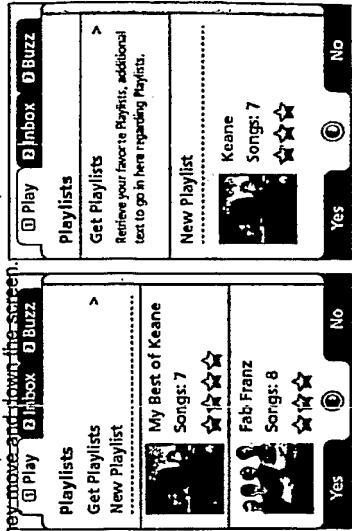 move and down the screen.
1 Play 2 Inbox 3 Buzz
Playlists
Get Playlists >
New Playlist
My Best of Keane
Songs: 7
Fab Franz
Songs: 8
Yes No
1 Play 2 Inbox 3 Buzz
Playlists
Get Playlists >
Retrieve your favorite Playlists, additional
text to go in here regarding Playlists.
New Playlist
Keane
Songs: 7
Yes No